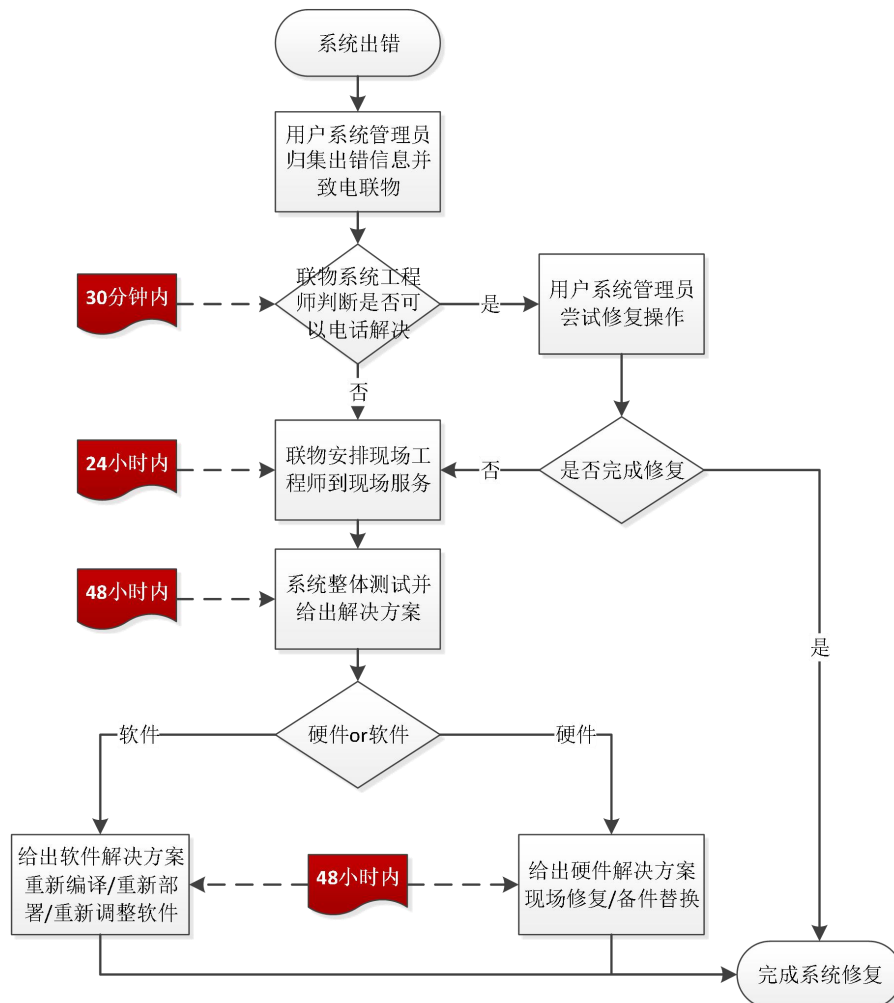 系统出错
用户系统管理员
归集出错信息并
致电联物
30分钟内
联物系统工程
师判断是否可
以电话解决
是
用户系统管理员
尝试修复操作
否
24小时内
联物安排现场工
程师到现场服务
否
是否完成修复
48小时内
系统整体测试并
给出解决方案
是
软件
硬件or软件
硬件
给出软件解决方案
重新编译/重新部
署/重新调整软件
48小时内
给出硬件解决方案
现场修复/备件替换
完成系统修复